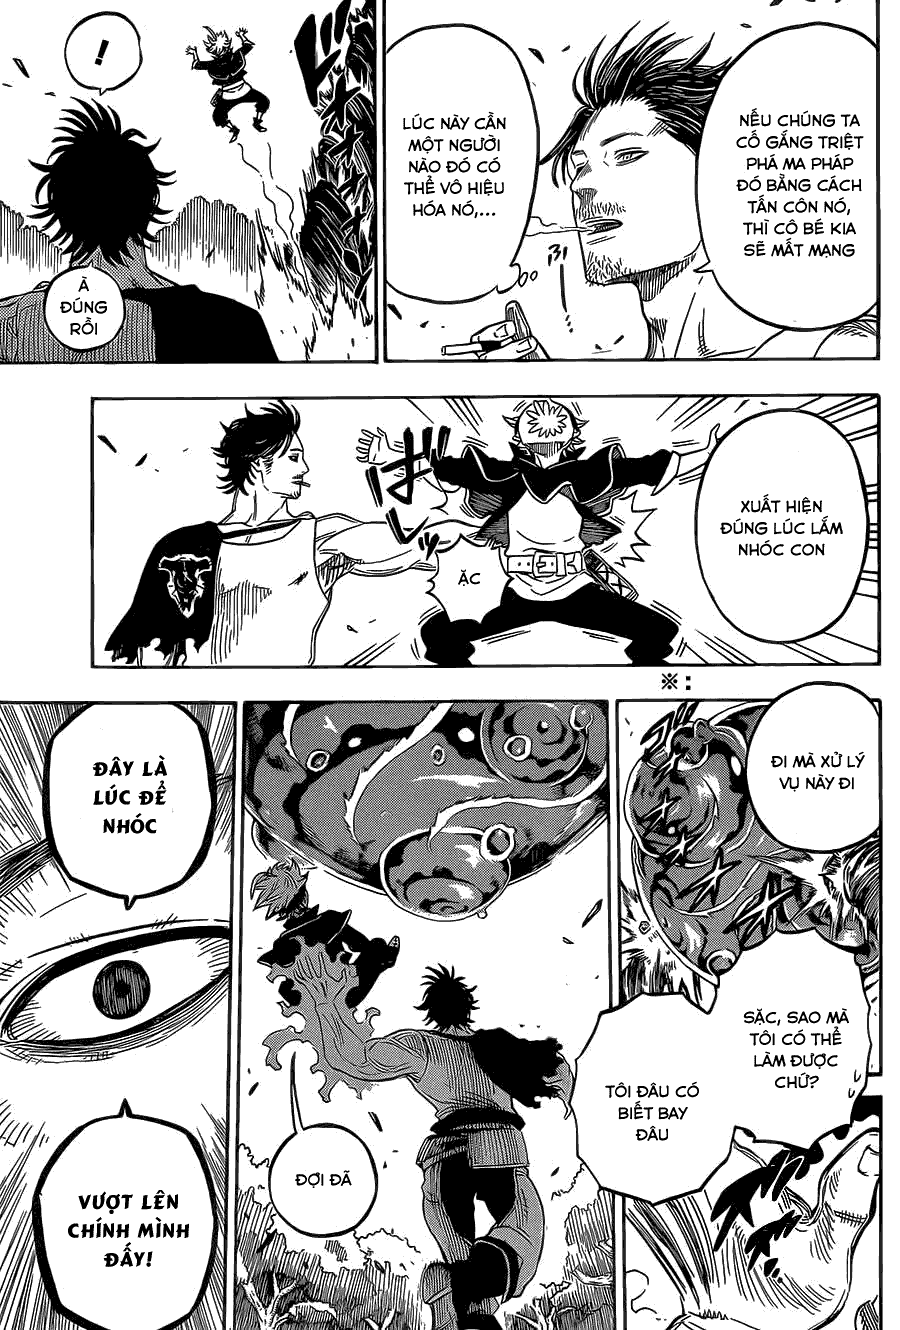 NẾU CHÚNG TA
CỐ GẮNG TRIỆT
PHÁ MA PHÁP
ĐÓ BẰNG CÁCH
TẤN CÔN NÓ,
THÌ CÔ BÉ KIA
SẼ MẤT MẠNG
LÚC NÀY CẦN
MỘT NGƯỜI
NÀO ĐÓ CÓ
THỂ VÔ HIỆU
HÓA NÓ,...
!
À
ĐÚNG
RỒI
XUẤT HIỆN
ĐÚNG LÚC LẮM
NHÓC CON
ẶC
※ :
ĐI MÀ XỬ LÝ
VỤ NÀY ĐI
SẶC, SAO MÀ
TÔI CÓ THỂ
LÀM ĐƯỢC
CHỨ?
TÔI ĐÂU CÓ
BIẾT BAY
ĐÂU
ĐỢI ĐÃ
ĐÂY LÀ
LÚC ĐỂ
NHÓC
VƯỢT LÊN
CHÍNH MÌNH
ĐẤY!